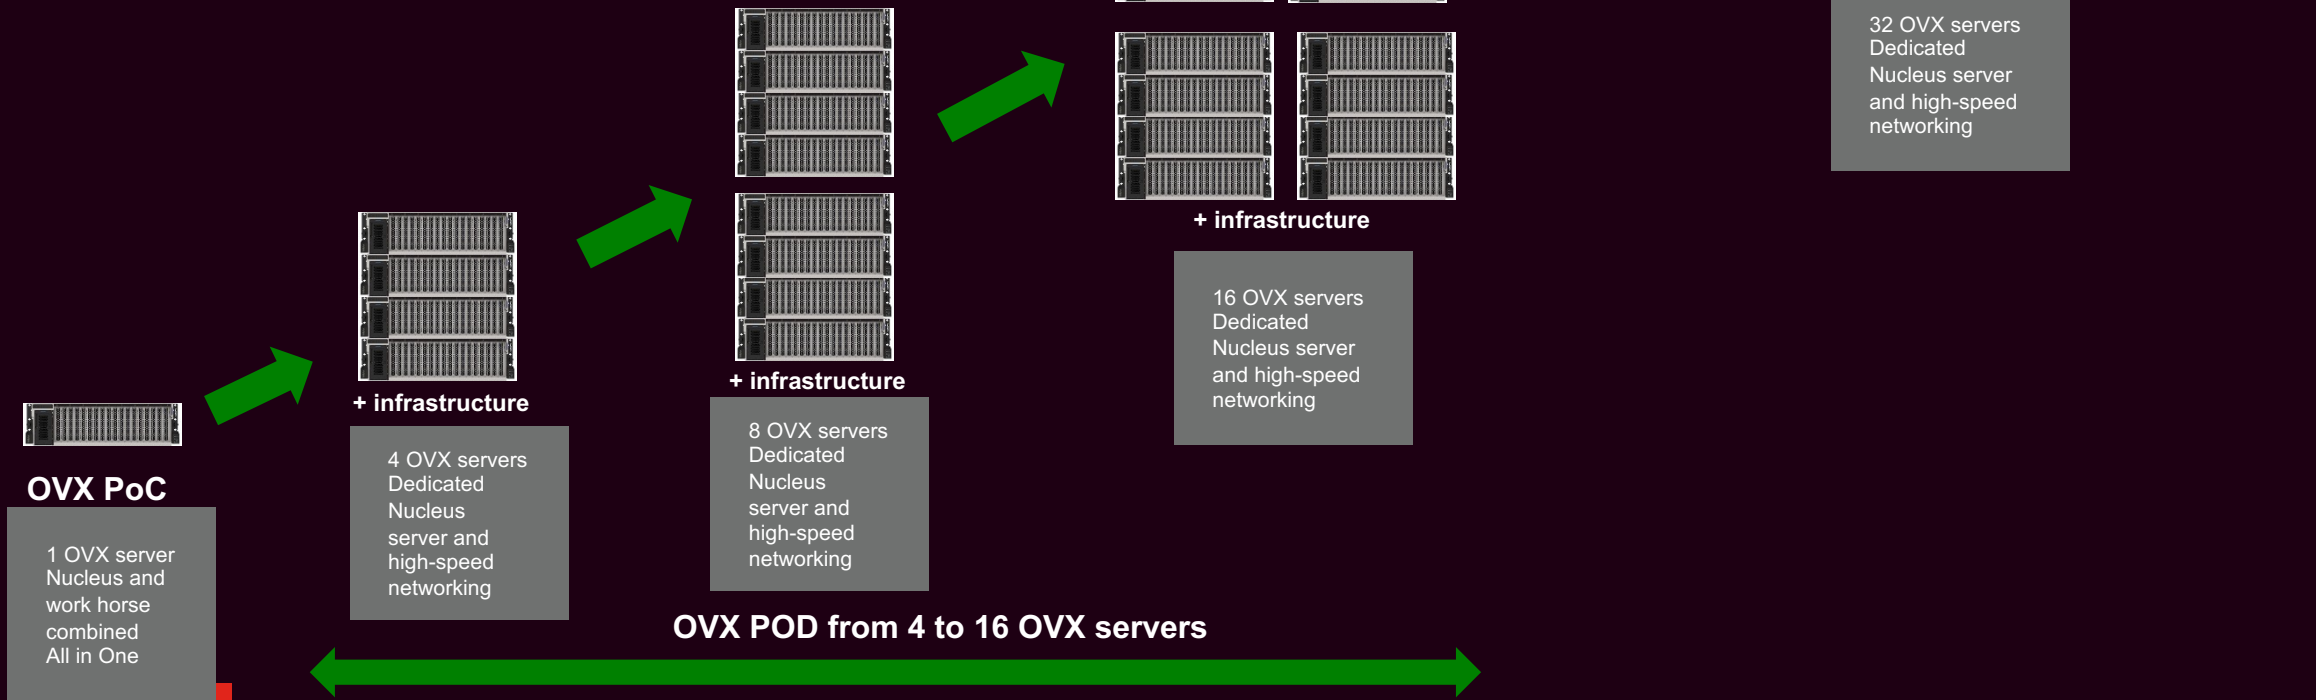 32 OVX servers
Dedicated
Nucleus server
and high-speed
networking
+ infrastructure
16 OVX servers
Dedicated
Nucleus server
and high-speed
networking
+ infrastructure
8 OVX servers
Dedicated
Nucleus
server and
high-speed
networking
+ infrastructure
4 OVX servers
Dedicated
Nucleus
server and
high-speed
networking
OVX PoC
1 OVX server
Nucleus and
work horse
combined
All in One
OVX POD from 4 to 16 OVX servers